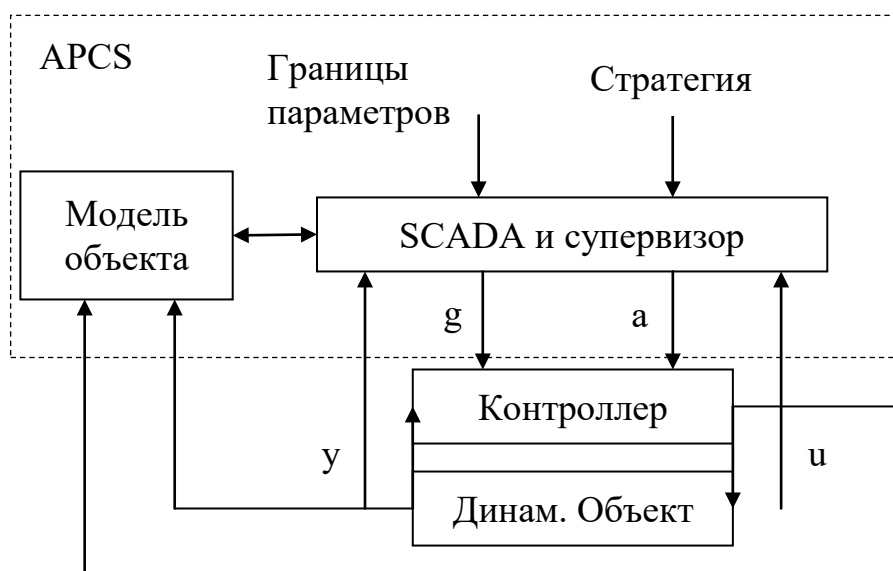 APCS
Границы
параметров
Стратегия
Модель
объекта
SCADA и супервизор
g
a
Контроллер
y
u
Динам. Объект